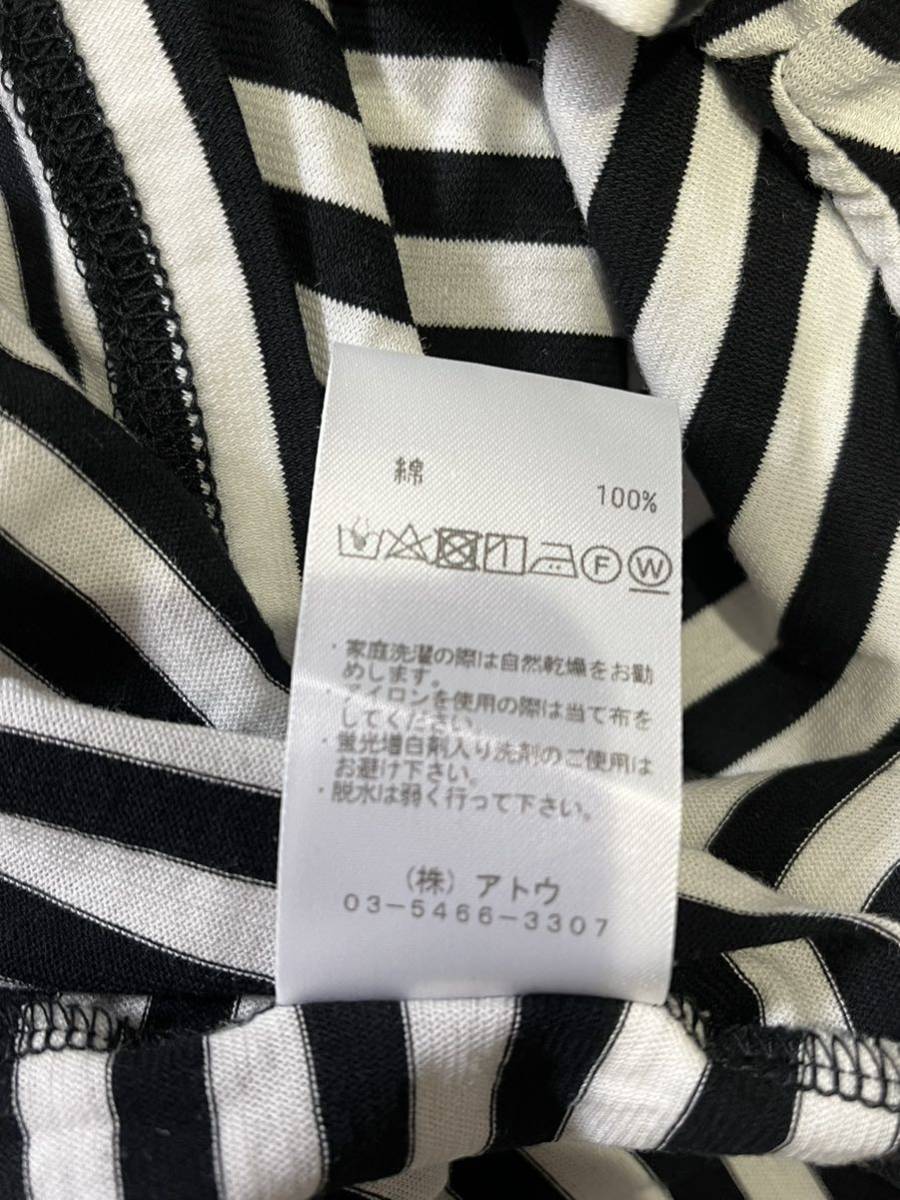 綿
100%
F W
・家庭洗濯の際は自然乾燥をお勧
めします。
・アイロンを使用の際は当て布を
してください。
・蛍光増白剤入り洗剤のご使用は
お避け下さい。
・脱水は弱く行って下さい。
(株) アトウ
03-5466-3307